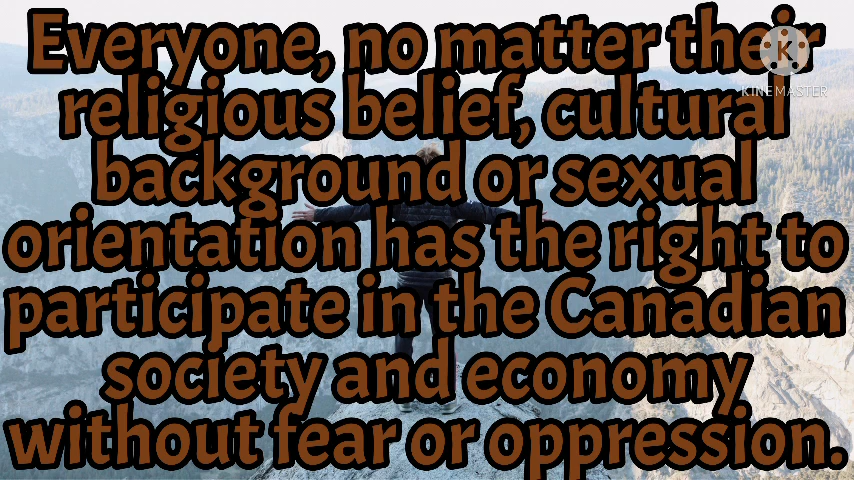 Everyone, no matter their
religious belief, cultural
background or sexual
orientation has the right to
participate in the Canadian
society and economy
without fear or oppression.
K
KINEMASTER